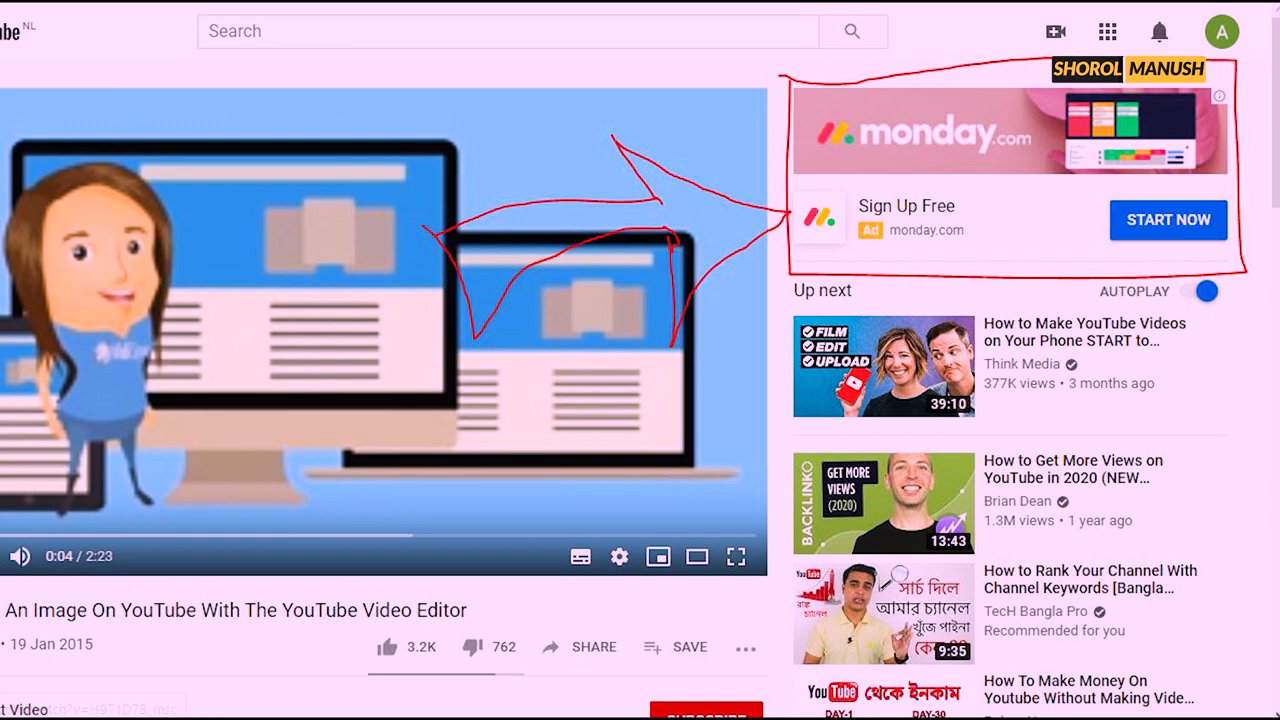 ube NL
Search
A
SHOROL MANUSH
monday.com
Sign Up Free
Ad monday.com
START NOW
Up next
AUTOPLAY
FILM
EDIT
UPLOAD
39:10
How to Make YouTube Videos
on Your Phone START to...
Think Media
377K views • 3 months ago
BACKLINKO
GET MORE
VIEWS
(2020)
13:43
How to Get More Views on
YouTube in 2020 (NEW...
Brian Dean
1.3M views • 1 year ago
YouTube
র‍্যাঙ্ক
চ্যানেল
সার্চ দিলে
আমার চ্যানেল
খুঁজে পাইনা
9:35
How to Rank Your Channel With
Channel Keywords [Bangla...
TecH Bangla Pro
Recommended for you
YouTube থেকে ইনকাম
DAY-1 DAY-30
How To Make Money On
Youtube Without Making Vide...
0:04 / 2:23
An Image On YouTube With The YouTube Video Editor
• 19 Jan 2015
3.2K 762 SHARE SAVE
t Video
SUBSCRIBE